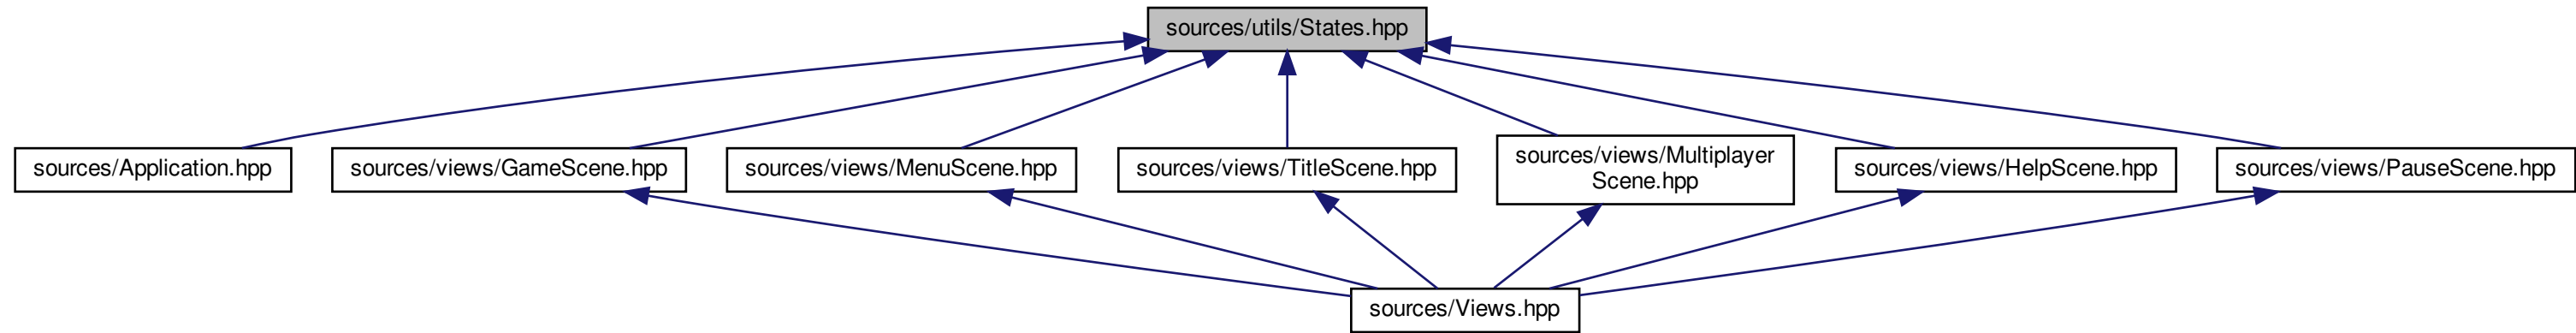 sources/utils/States.hpp
sources/Application.hpp
sources/views/GameScene.hpp
sources/views/MenuScene.hpp
sources/views/TitleScene.hpp
sources/views/Multiplayer
Scene.hpp
sources/views/HelpScene.hpp
sources/views/PauseScene.hpp
sources/Views.hpp